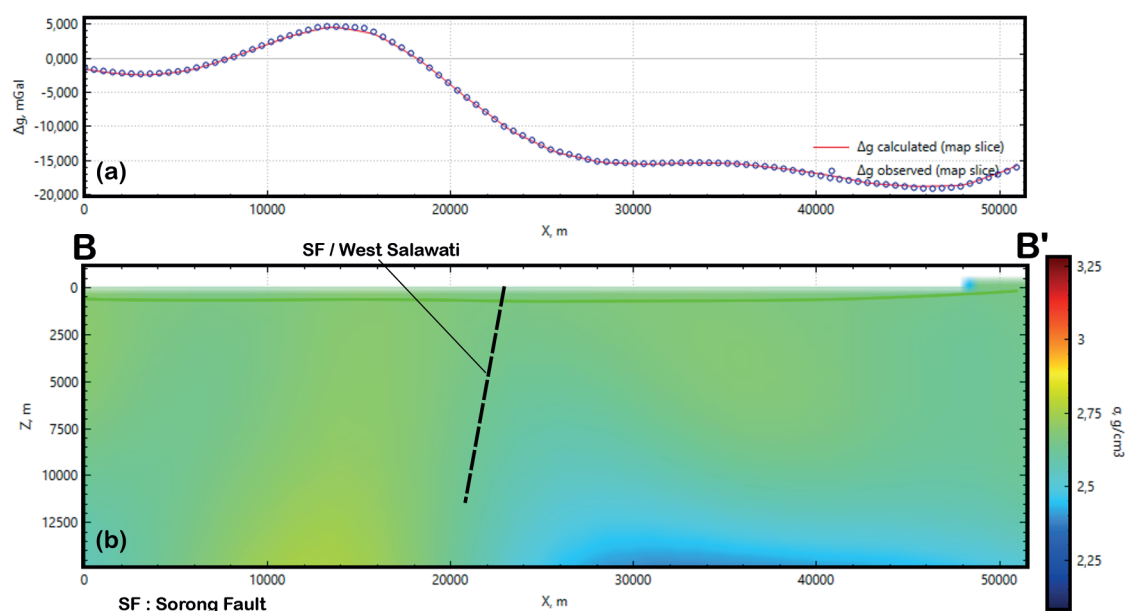 5,000
0,000
-5,000
-10,000
-15,000
-20,000
Δg, mGal
(a)
Δg calculated (map slice)
Δg observed (map slice)
0
10000
20000
30000
40000
50000
X, m
B
SF / West Salawati
B'
0
2500
5000
7500
10000
12500
Z, m
(b)
3,25
3
2,75
2,5
2,25
σ, g/cm³
0
10000
20000
30000
40000
50000
SF : Sorong Fault
X, m